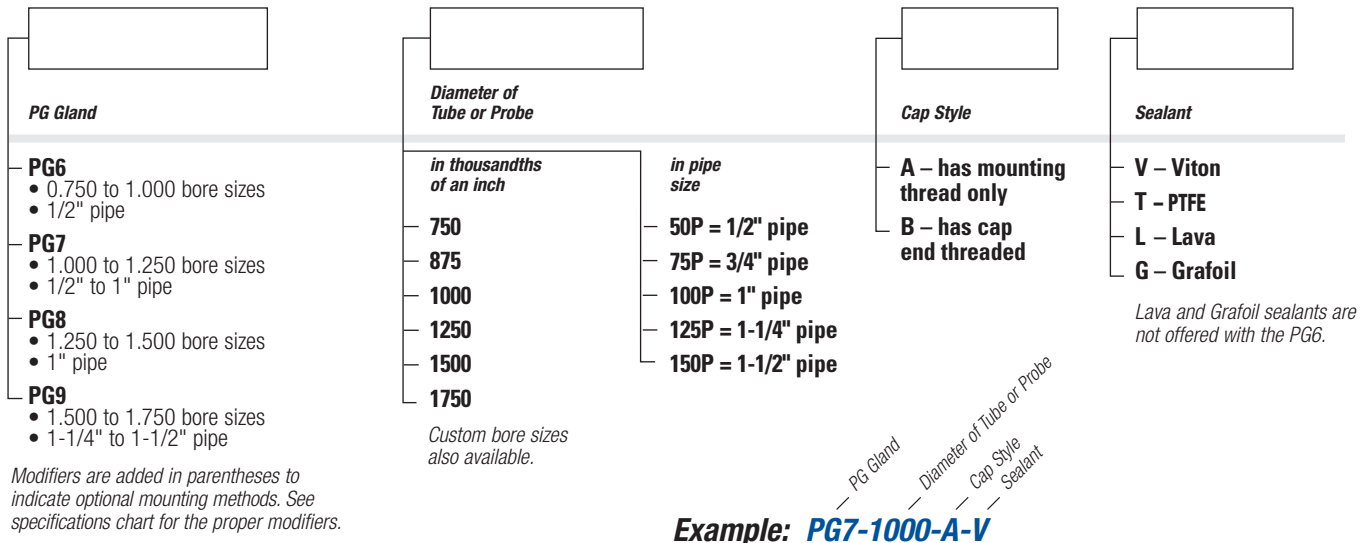 PG Gland
PG6
• 0.750 to 1.000 bore sizes
• 1/2" pipe
PG7
• 1.000 to 1.250 bore sizes
• 1/2" to 1" pipe
PG8
• 1.250 to 1.500 bore sizes
• 1" pipe
PG9
• 1.500 to 1.750 bore sizes
• 1-1/4" to 1-1/2" pipe
Modifiers are added in parentheses to
indicate optional mounting methods. See
specifications chart for the proper modifiers.
Diameter of
Tube or Probe
in thousandths
of an inch
750
875
1000
1250
1500
1750
Custom bore sizes
also available.
in pipe
size
50P = 1/2" pipe
75P = 3/4" pipe
100P = 1" pipe
125P = 1-1/4" pipe
150P = 1-1/2" pipe
Cap Style
A – has mounting
thread only
B – has cap
end threaded
Sealant
V – Viton
T – PTFE
L – Lava
G – Grafoil
Lava and Grafoil sealants are
not offered with the PG6.
PG Gland
Diameter of Tube or Probe
Cap Style
Sealant
Example: PG7-1000-A-V